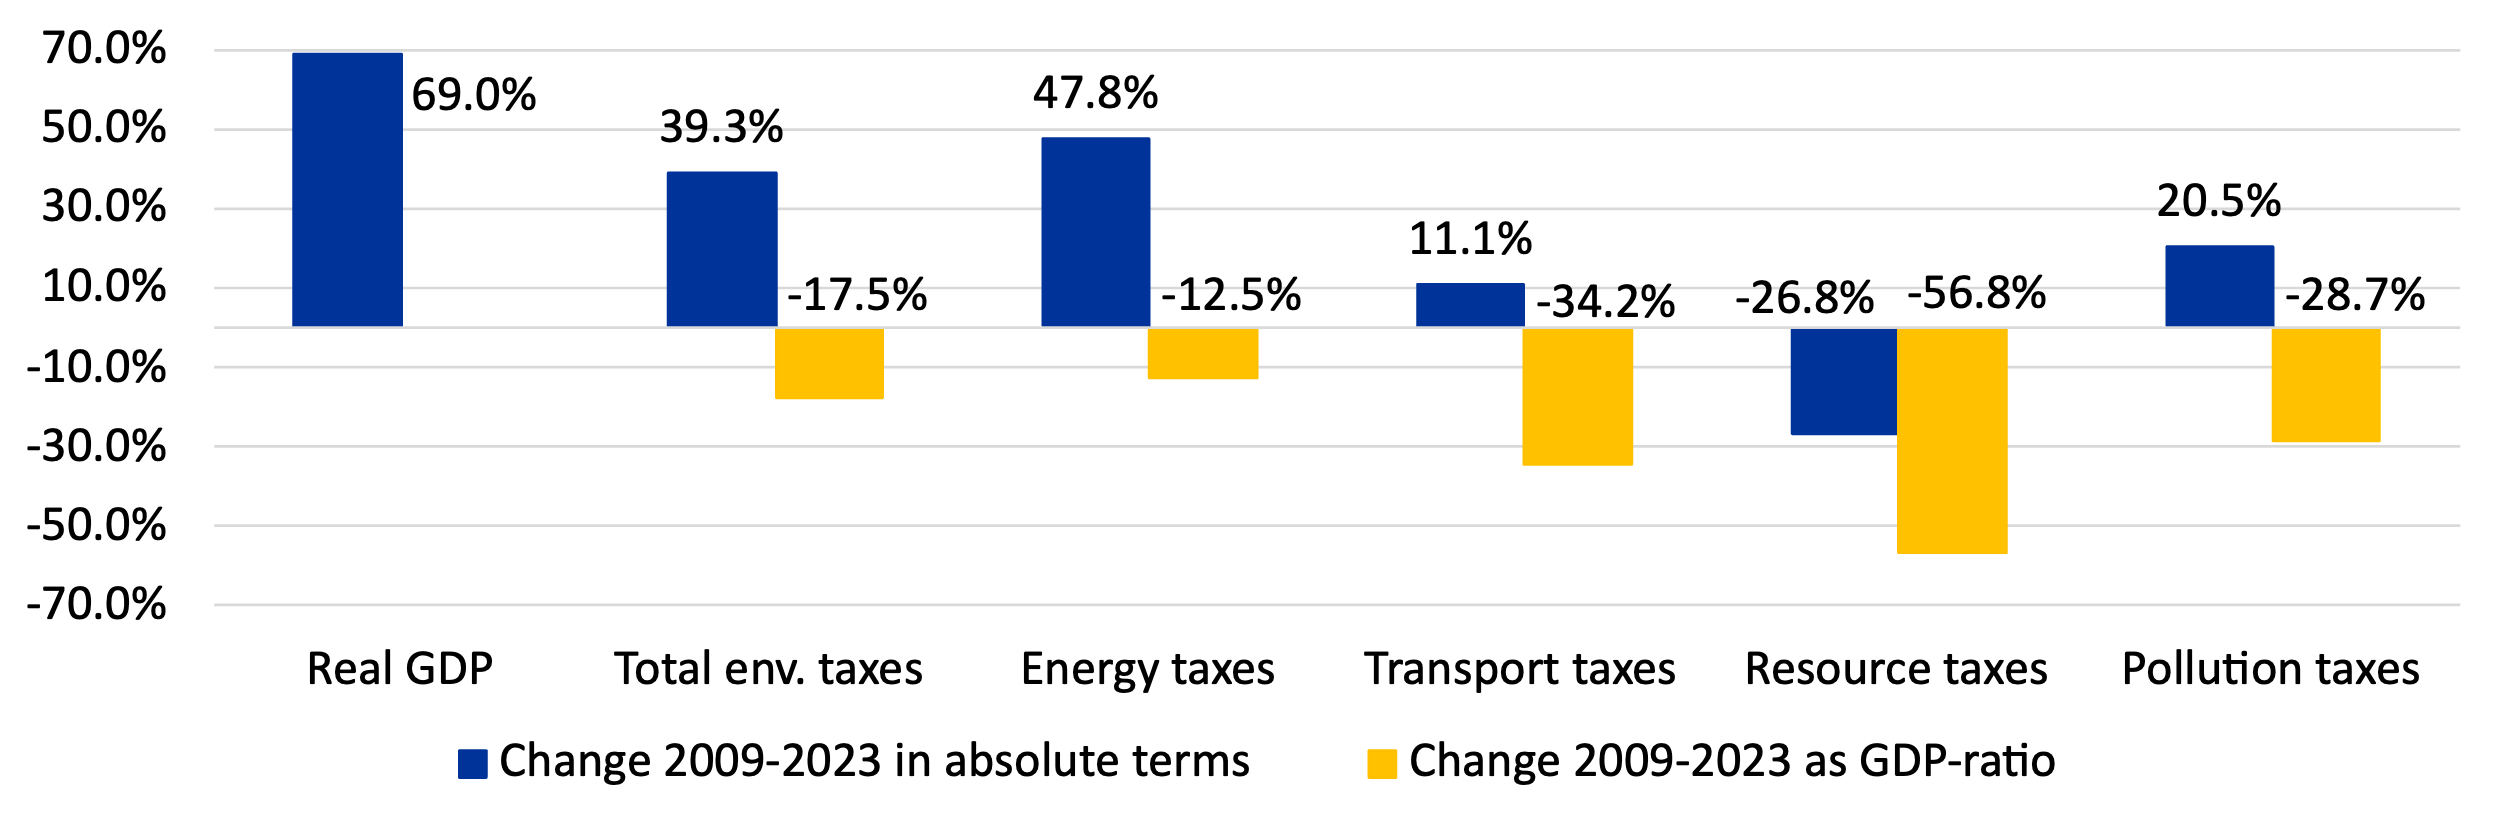 70.0%
50.0%
30.0%
10.0%
-10.0%
-30.0%
-50.0%
-70.0%
69.0%
39.3%
-17.5%
47.8%
-12.5%
11.1%
-34.2%
-26.8%
-56.8%
20.5%
-28.7%
Real GDP
Total env. taxes
Energy taxes
Transport taxes
Resource taxes
Pollution taxes
Change 2009-2023 in absolute terms
Change 2009-2023 as GDP-ratio